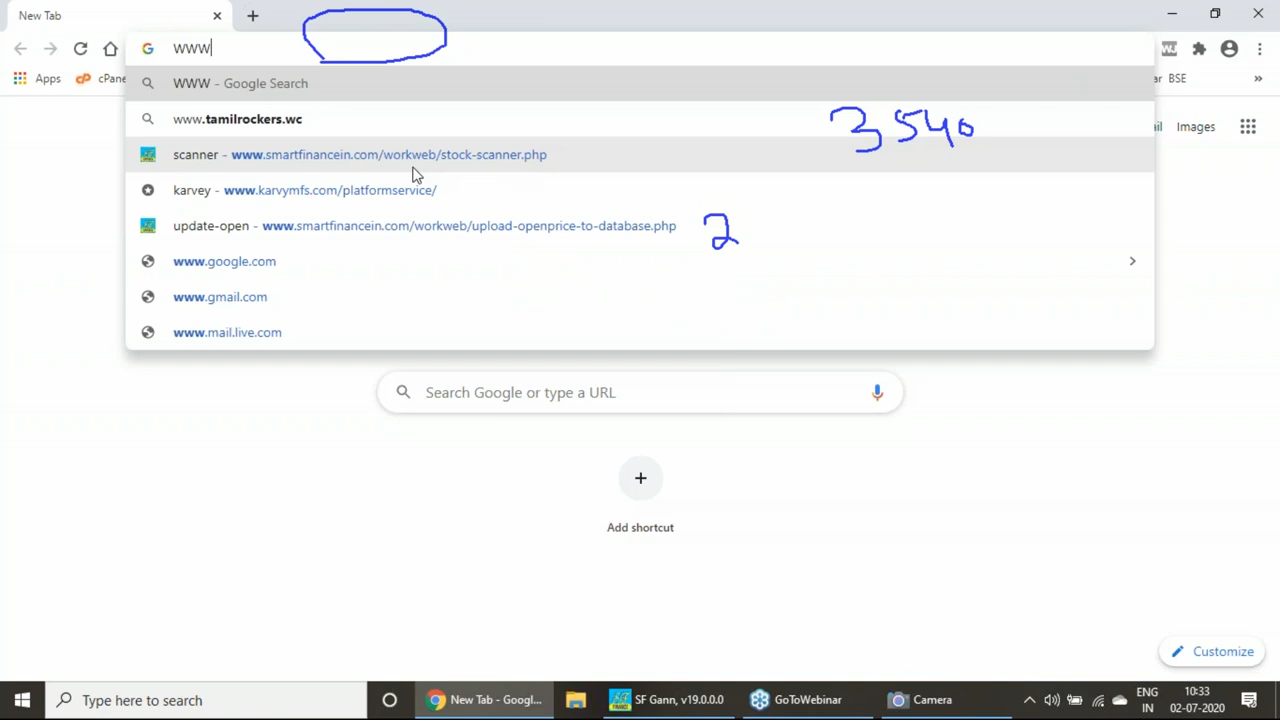 New Tab
WWW
Apps
cPane
ar BSE
WWW - Google Search
www.tamilrockers.wc
3540
ail Images
scanner - www.smartfinancein.com/workweb/stock-scanner.php
karvey - www.karvymfs.com/platformservice/
update-open - www.smartfinancein.com/workweb/upload-openprice-to-database.php
2
www.google.com
www.gmail.com
www.mail.live.com
Search Google or type a URL
Add shortcut
Customize
Type here to search
New Tab - Googl...
SF Gann, v19.0.0.0
GoToWebinar
Camera
ENG
IN
10:33
02-07-2020